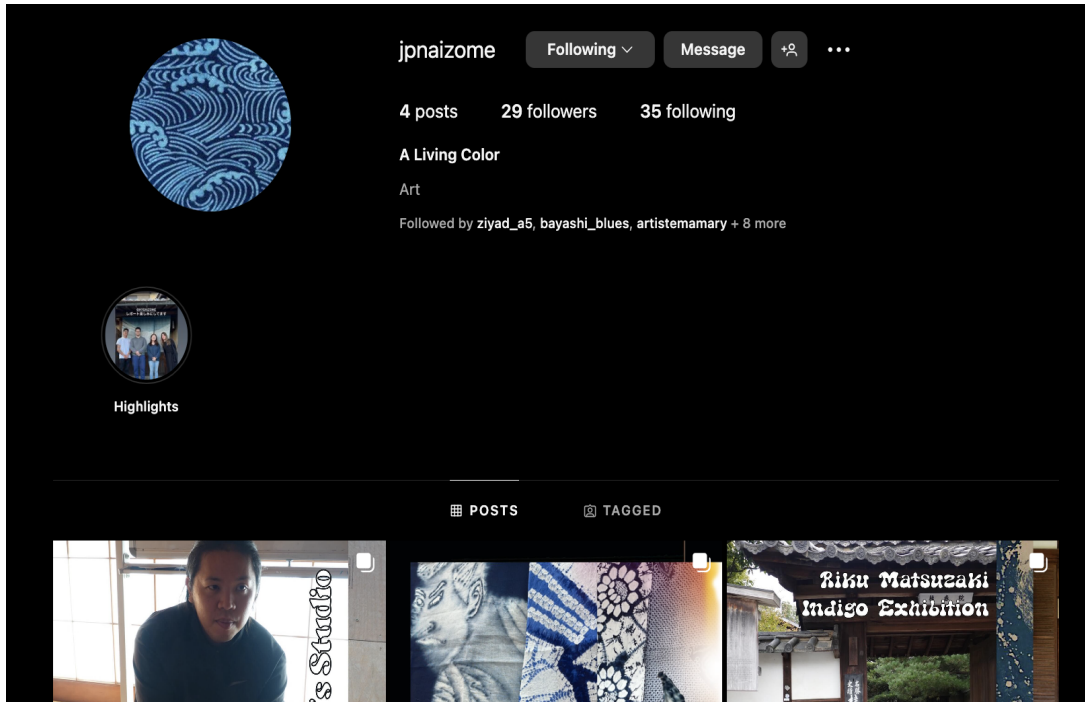 jpnaizome
Following
Message
4 posts 29 followers 35 following
A Living Color
Art
Followed by ziyad_a5, bayashi_blues, artistemamary + 8 more
Highlights
POSTS
TAGGED
's Studio
Riku Matsuzaki
Indigo Exhibition